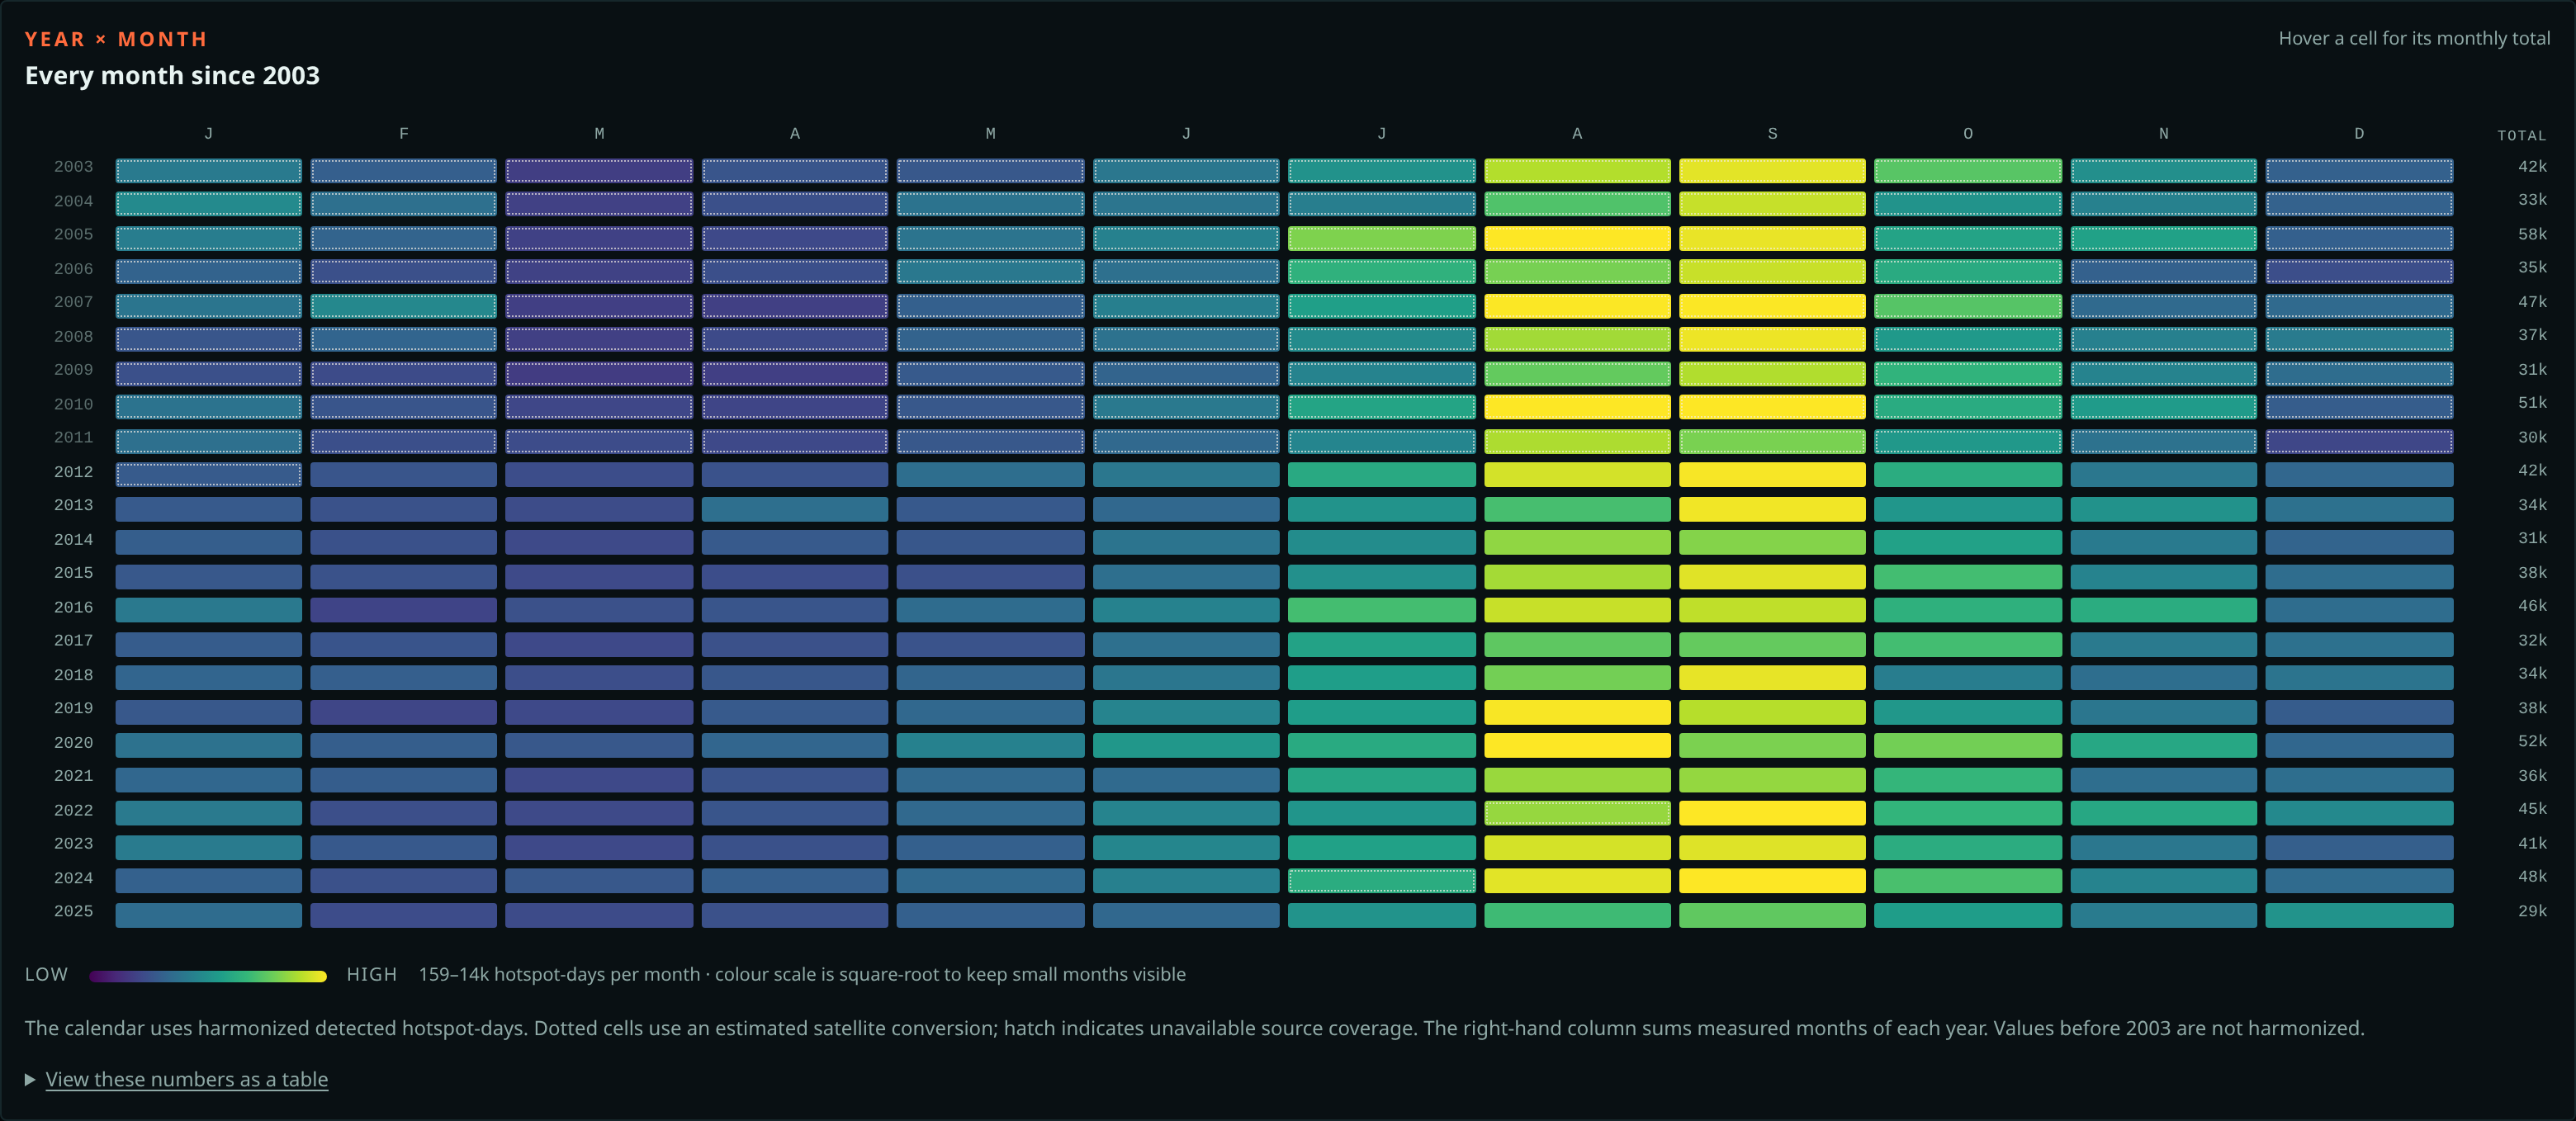 YEAR × MONTH
Hover a cell for its monthly total
Every month since 2003
J F M A M J J A S O N D TOTAL
2003 42k
2004 33k
2005 58k
2006 35k
2007 47k
2008 37k
2009 31k
2010 51k
2011 30k
2012 42k
2013 34k
2014 31k
2015 38k
2016 46k
2017 32k
2018 34k
2019 38k
2020 52k
2021 36k
2022 45k
2023 41k
2024 48k
2025 29k
LOW HIGH 159–14k hotspot-days per month · colour scale is square-root to keep small months visible
The calendar uses harmonized detected hotspot-days. Dotted cells use an estimated satellite conversion; hatch indicates unavailable source coverage. The right-hand column sums measured months of each year. Values before 2003 are not harmonized.
▶ View these numbers as a table